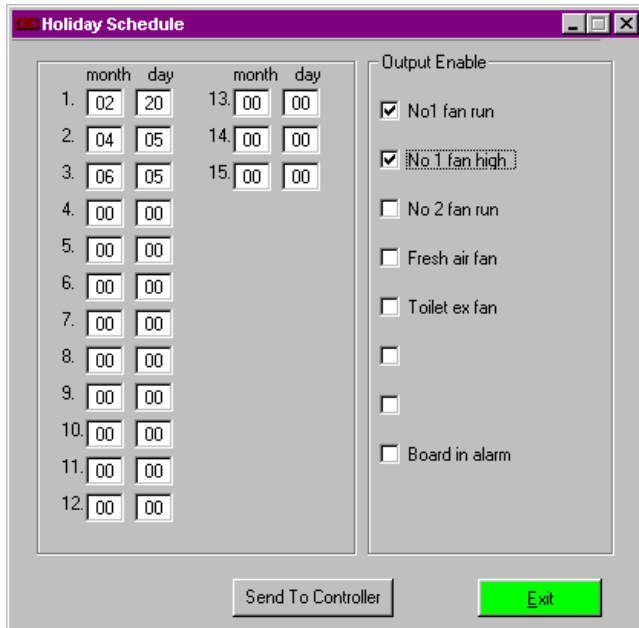 Holiday Schedule
month day month day
1. 02 20 13. 00 00
2. 04 05 14. 00 00
3. 06 05 15. 00 00
4. 00 00
5. 00 00
6. 00 00
7. 00 00
8. 00 00
9. 00 00
10. 00 00
11. 00 00
12. 00 00
Output Enable
No1 fan run
No 1 fan high
No 2 fan run
Fresh air fan
Toilet ex fan
Board in alarm
Send To Controller
Exit